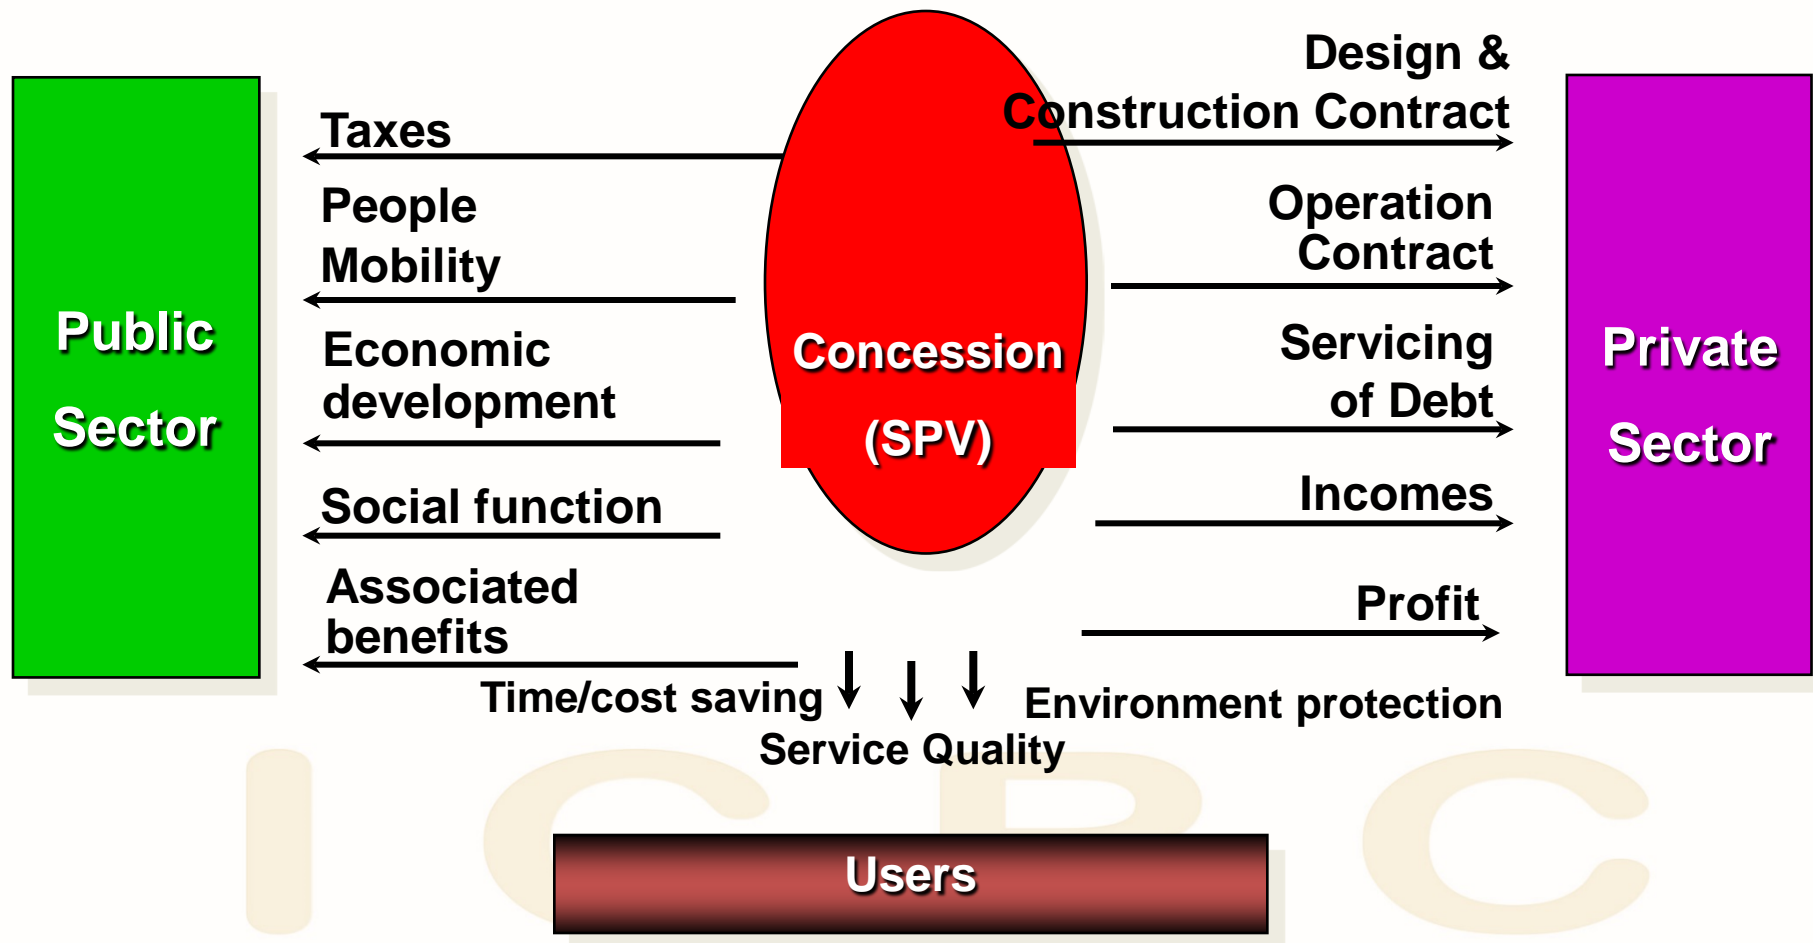 Public
Sector
Taxes
People
Mobility
Economic
development
Social function
Associated
benefits
Concession
(SPV)
Design &
Construction Contract
Operation
Contract
Servicing
of Debt
Incomes
Profit
Private
Sector
Time/cost saving
Service Quality
Environment protection
Users
I C B C